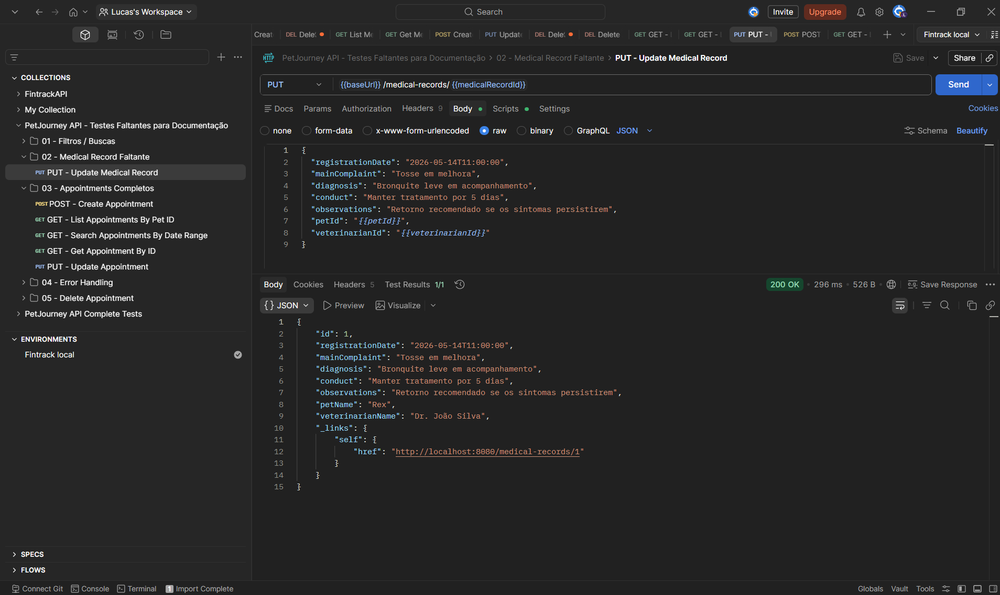 Lucas's Workspace
Search
Invite
Upgrade
L
Creat
DEL Dele
GET List Me
GET Get Me
POST Creat
PUT Update
DEL Dele
DEL Delete
GET GET -
GET GET -
PUT PUT -
POST POST
GET GET -
Fintrack local
HTTP PetJourney API - Testes Faltantes para Documentação > 02 - Medical Record Faltante > PUT - Update Medical Record
Save
Share
PUT
{{baseUrl}} /medical-records/ {{medicalRecordId}}
Send
Docs Params Authorization Headers 9 Body Scripts Settings
Cookies
none form-data x-www-form-urlencoded raw binary GraphQL JSON
Schema Beautify
1 {
2 "registrationDate": "2026-05-14T11:00:00",
3 "mainComplaint": "Tosse em melhora",
4 "diagnosis": "Bronquite leve em acompanhamento",
5 "conduct": "Manter tratamento por 5 dias",
6 "observations": "Retorno recomendado se os sintomas persistirem",
7 "petId": "{{petId}}",
8 "veterinarianId": "{{veterinarianId}}"
9 }
Body Cookies Headers 5 Test Results 1/1
200 OK • 296 ms • 526 B • e.g. Save Response
{} JSON Preview Visualize
1 {
2 "id": 1,
3 "registrationDate": "2026-05-14T11:00:00",
4 "mainComplaint": "Tosse em melhora",
5 "diagnosis": "Bronquite leve em acompanhamento",
6 "conduct": "Manter tratamento por 5 dias",
7 "observations": "Retorno recomendado se os sintomas persistirem",
8 "petName": "Rex",
9 "veterinarianName": "Dr. João Silva",
10 "_links": {
11 "self": {
12 "href": "http://localhost:8080/medical-records/1"
13 }
14 }
15 }
COLLECTIONS
FintrackAPI
My Collection
PetJourney API - Testes Faltantes para Documentação
01 - Filtros / Buscas
02 - Medical Record Faltante
PUT PUT - Update Medical Record
03 - Appointments Completos
POST POST - Create Appointment
GET GET - List Appointments By Pet ID
GET GET - Search Appointments By Date Range
GET GET - Get Appointment By ID
PUT PUT - Update Appointment
04 - Error Handling
05 - Delete Appointment
PetJourney API Complete Tests
ENVIRONMENTS
Fintrack local
SPECS
FLOWS
Connect Git Console Terminal 1 Import Complete
Globals Vault Tools